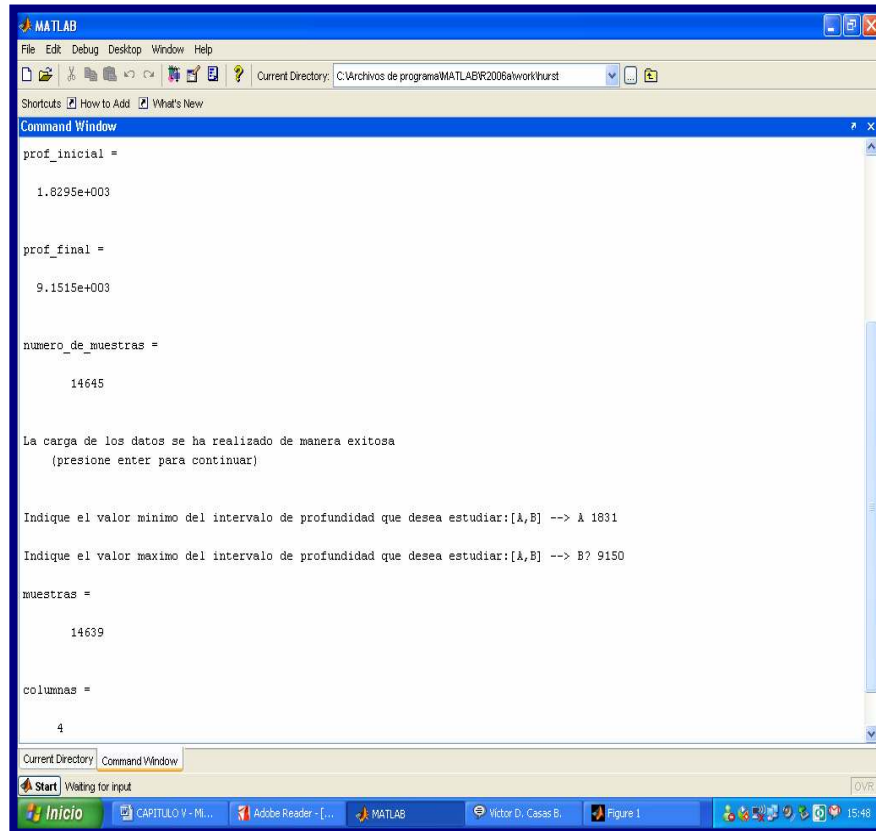 MATLAB
File Edit Debug Desktop Window Help
Current Directory: C:\Archivos de programa\MATLAB\R2006a\work\hurst
Shortcuts How to Add What's New
Command Window
prof_inicial =
1.8295e+003
prof_final =
9.1515e+003
numero_de_muestras =
14645
La carga de los datos se ha realizado de manera exitosa
(presione enter para continuar)
Indique el valor minimo del intervalo de profundidad que desea estudiar:[A,B] --> A 1831
Indique el valor maximo del intervalo de profundidad que desea estudiar:[A,B] --> B? 9150
muestras =
14639
columnas =
4
Current Directory Command Window
Start Waiting for input OVR
Inicio CAPITULO V - Mi... Adobe Reader - [... MATLAB Victor D. Casas B. Figure 1 15:48